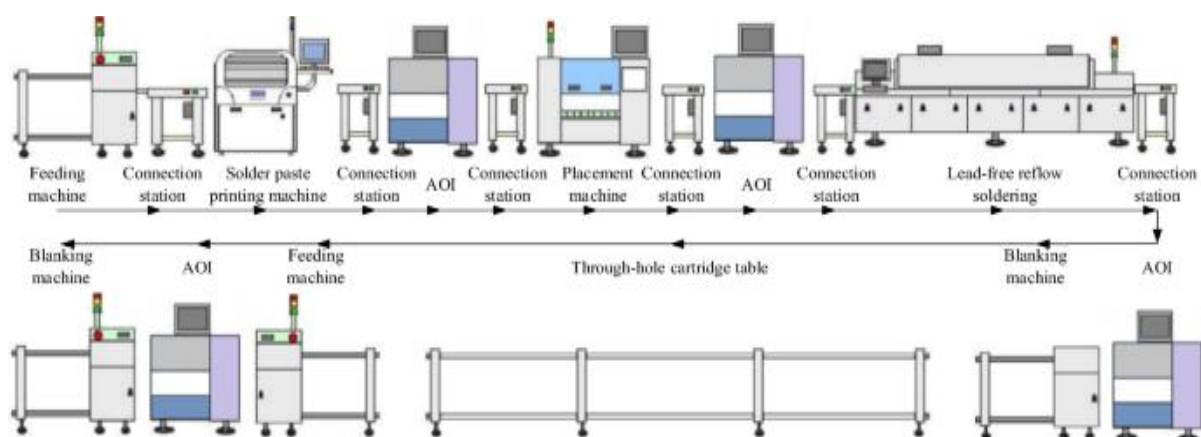 Feeding
machine
Connection
station
Solder paste
printing machine
Connection
station
AOI
Connection
station
Placement
machine
Connection
station
AOI
Connection
station
Lead-free reflow
soldering
Connection
station
Blanking
machine
AOI
Feeding
machine
Through-hole cartridge table
Blanking
machine
AOI